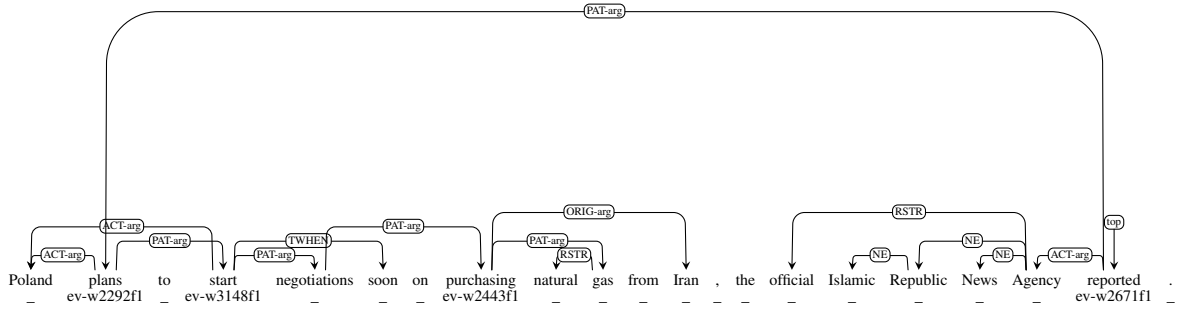 PAT-arg
ORIG-arg RSTR
ACT-arg PAT-arg top
PAT-arg TWHEN PAT-arg NE
ACT-arg PAT-arg RSTR NE NE ACT-arg
Poland plans to start negotiations soon on purchasing natural gas from Iran , the official Islamic Republic News Agency reported .
_ ev-w2292f1 _ ev-w3148f1 _ _ _ ev-w2443f1 _ _ _ _ _ _ _ _ _ _ _ ev-w2671f1 _